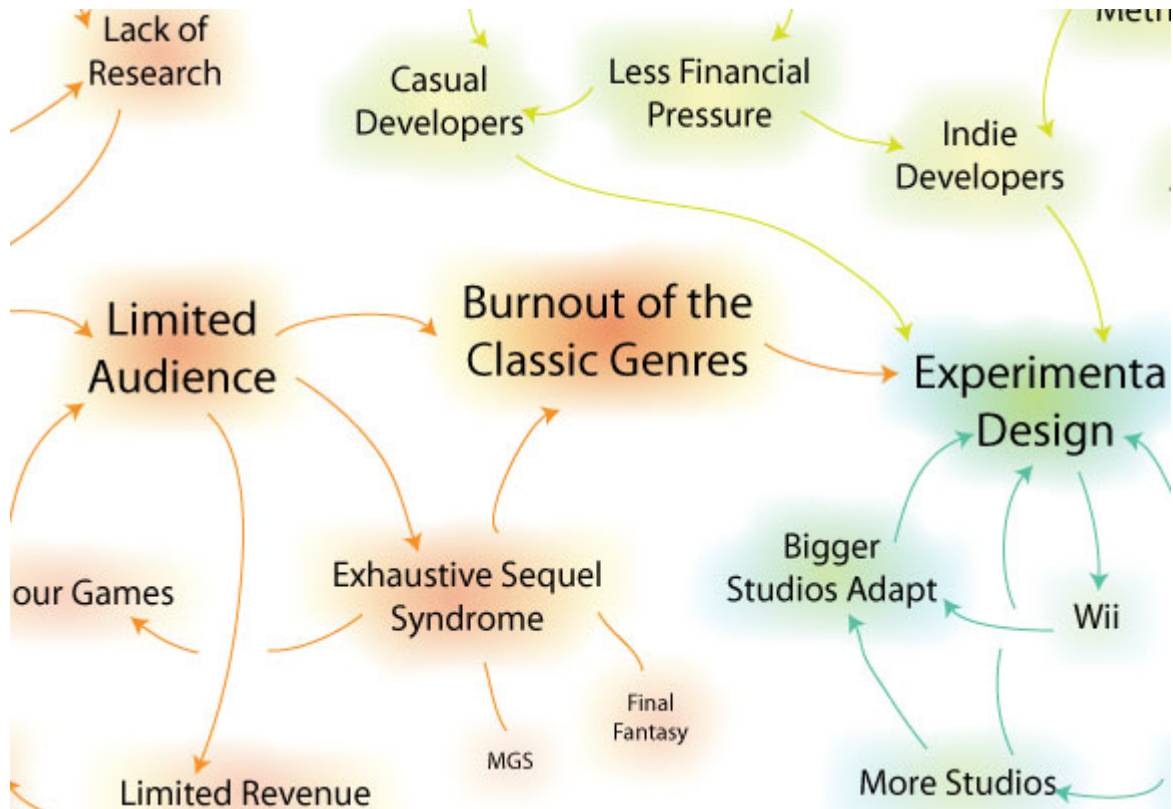 Lack of
Research
Casual
Developers
Less Financial
Pressure
Indie
Developers
Limited
Audience
Burnout of the
Classic Genres
Experimenta
Design
our Games
Exhaustive Sequel
Syndrome
Bigger
Studios Adapt
Wii
Final
Fantasy
MGS
Limited Revenue
More Studios